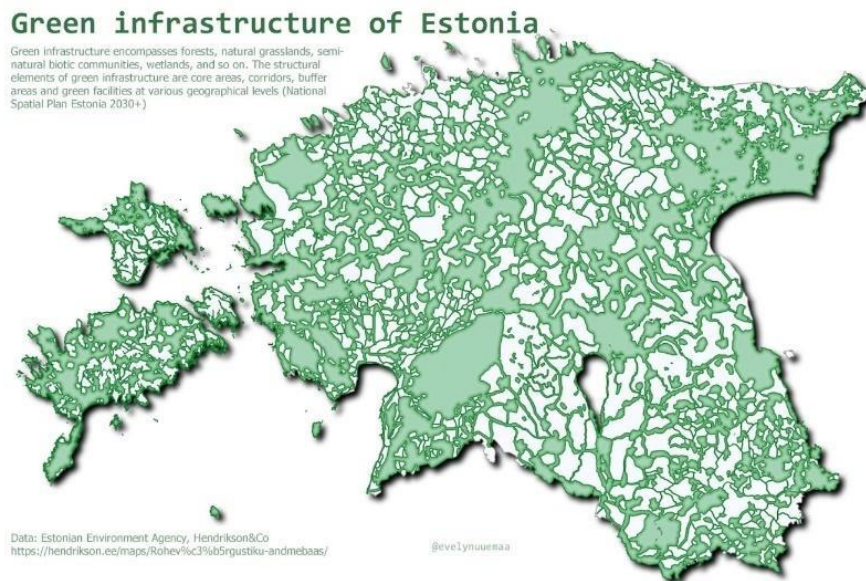 Green infrastructure of Estonia
Green infrastructure encompasses forests, natural grasslands, semi-
natural biotic communities, wetlands, and so on. The structural
elements of green infrastructure are core areas, corridors, buffer
areas and green facilities at various geographical levels (National
Spatial Plan Estonia 2030+)
Data: Estonian Environment Agency, Hendrikson&Co
https://hendrikson.ee/maps/Rohev%c3%b5rgustiku-andmebaas/
@evelynuuemaa